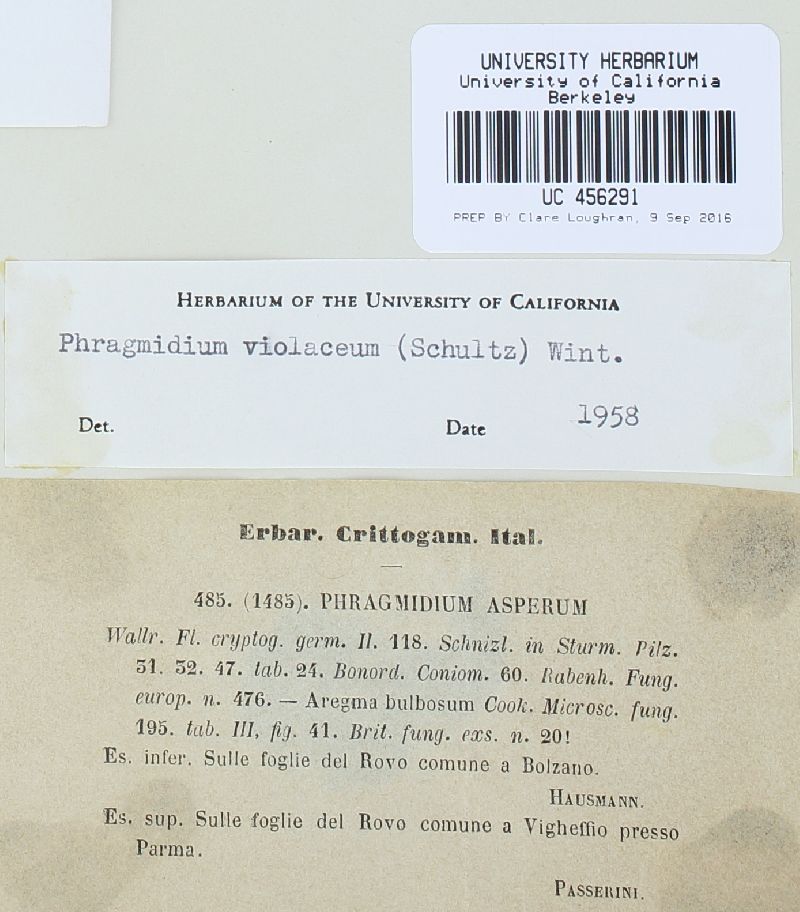 UNIVERSITY HERBARIUM
University of California
Berkeley
UC 456291
PREP BY Clare Loughran, 9 Sep 2016
HERBARIUM OF THE UNIVERSITY OF CALIFORNIA
Phragmidium violaceum (Schultz) Wint.
Det.
Date 1958
Erbar. Crittogam. Ital.
485. (1485). PHRAGMIDIUM ASPERUM
Wallr. Fl. cryptog. germ. II. 118. Schnizl. in Sturm. Pilz.
31. 32. 47. tab. 24. Bonord. Coniom. 60. Rabenh. Fung.
europ. n. 476. — Aregma bulbosum Cook. Microsc. fung.
195. tab. III, fig. 41. Brit. fung. exs. n. 20!
Es. infer. Sulle foglie del Rovo comune a Bolzano.
HAUSMANN.
Es. sup. Sulle foglie del Rovo comune a Vigheffio presso
Parma.
PASSERINI.